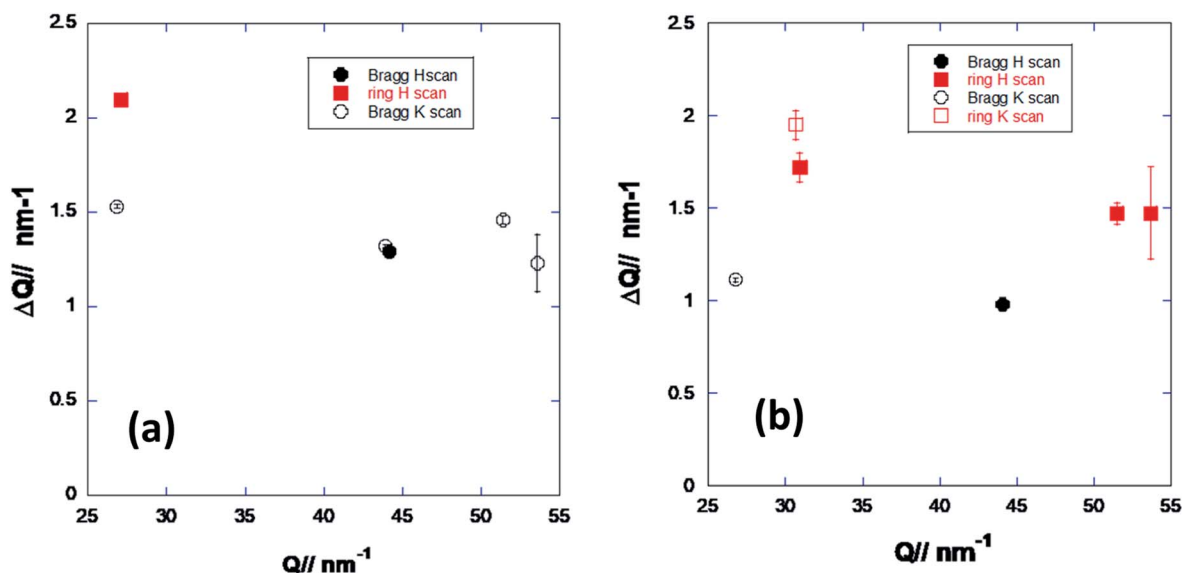 2.5
2
1.5
1
0.5
0
ΔQ// nm-1
Bragg Hscan
ring H scan
Bragg K scan
(a)
25 30 35 40 45 50 55
Q// nm-1
2.5
2
1.5
1
0.5
0
ΔQ// nm-1
Bragg H scan
ring H scan
Bragg K scan
ring K scan
(b)
25 30 35 40 45 50 55
Q// nm-1